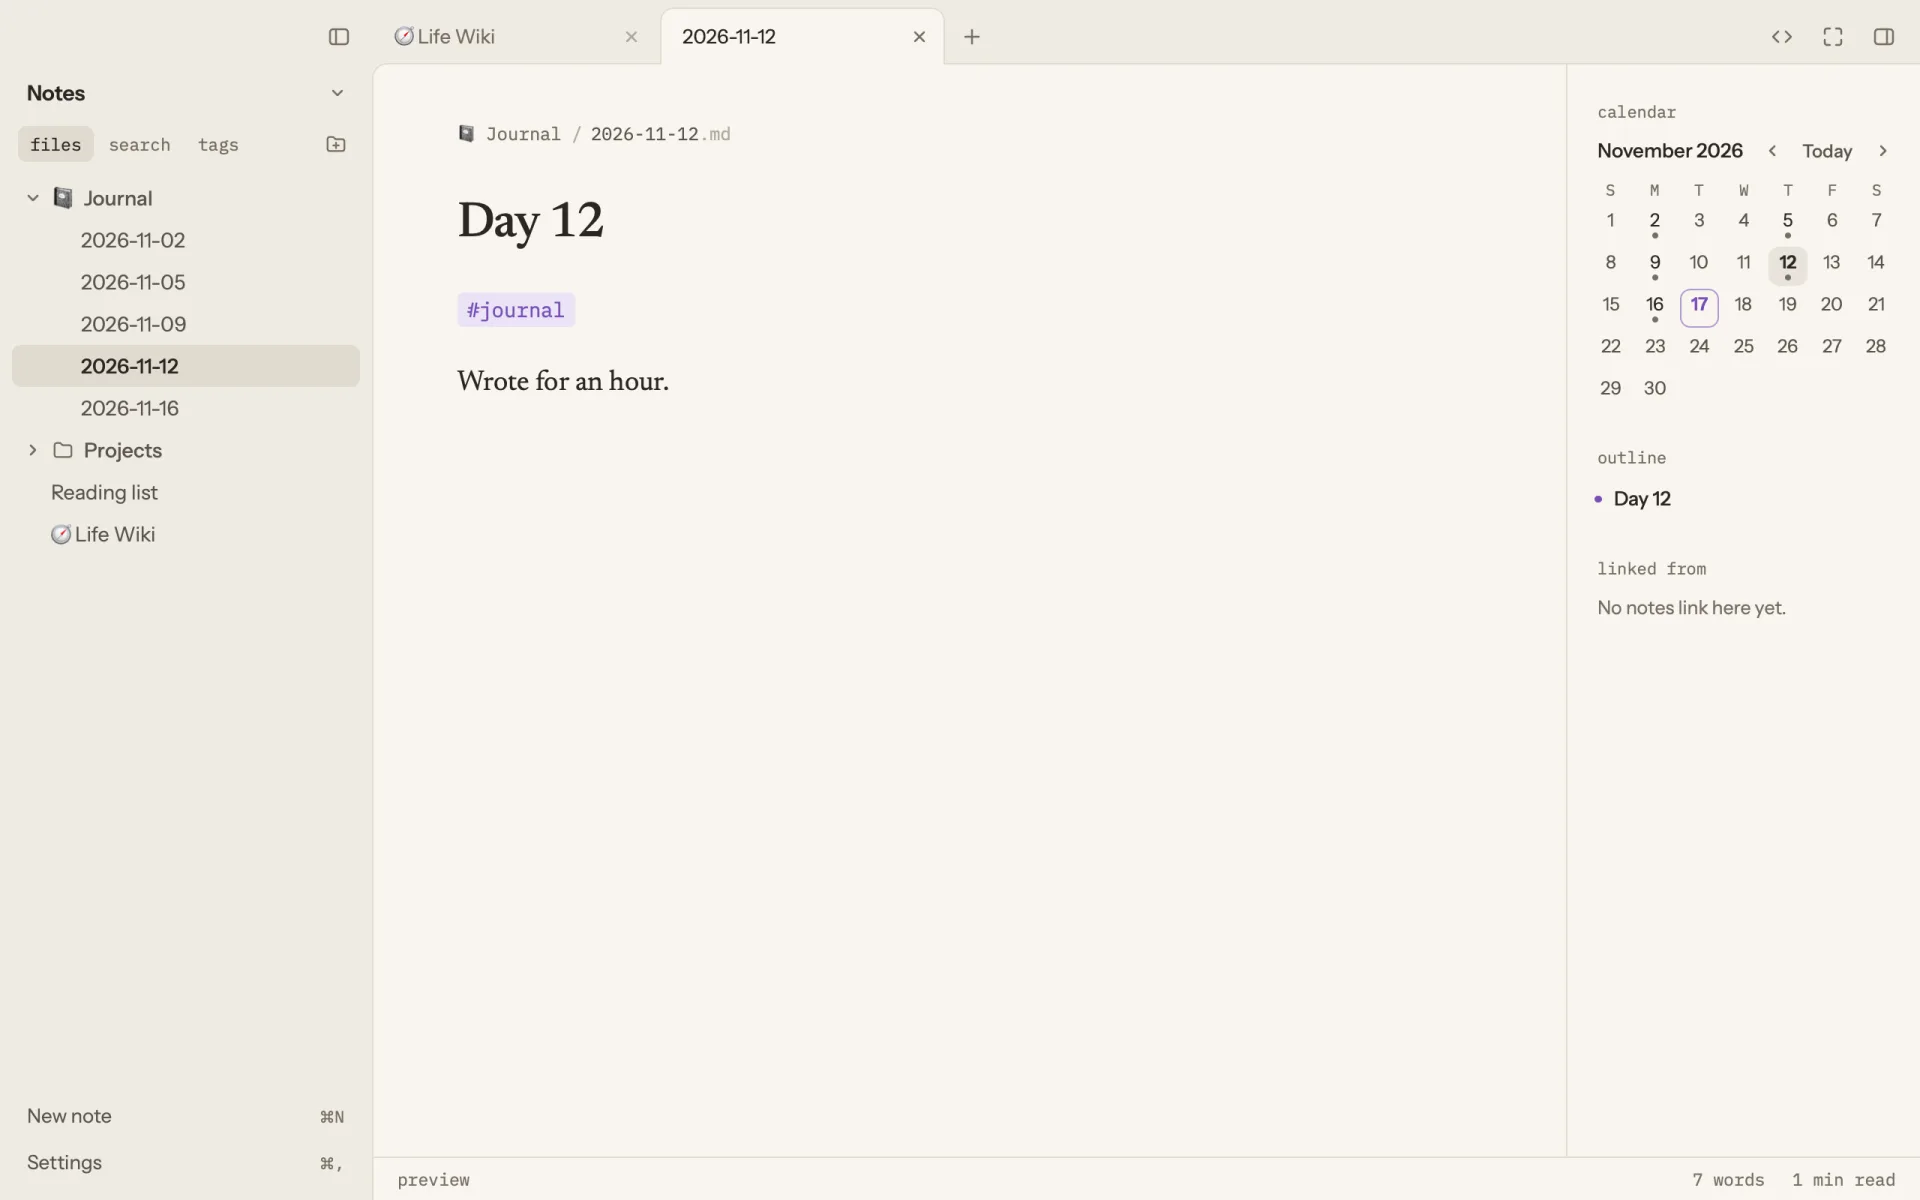 Life Wiki
2026-11-12
Notes
files search tags
Journal
2026-11-02
2026-11-05
2026-11-09
2026-11-12
2026-11-16
Projects
Reading list
Life Wiki
New note ⌘N
Settings ⌘,
Journal / 2026-11-12.md
Day 12
#journal
Wrote for an hour.
preview
7 words 1 min read
calendar
November 2026 < Today >
S M T W T F S
1 2 3 4 5 6 7
8 9 10 11 12 13 14
15 16 17 18 19 20 21
22 23 24 25 26 27 28
29 30
outline
Day 12
linked from
No notes link here yet.